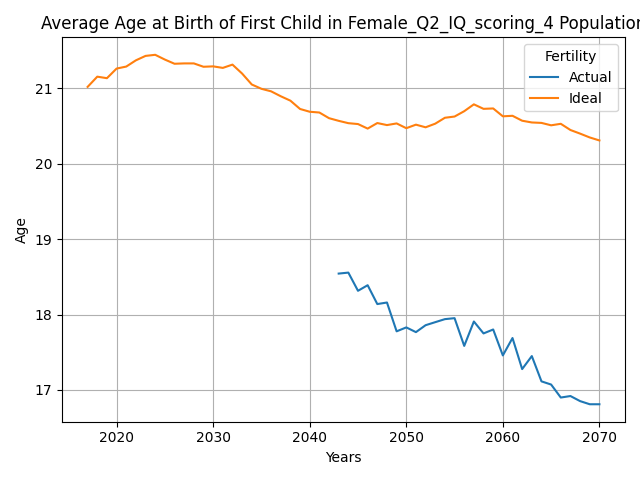 Average Age at Birth of First Child in Female_Q2_IQ_scoring_4 Population
Fertility
Actual
Ideal
21
20
19
18
17
Age
2020
2030
2040
2050
2060
2070
Years